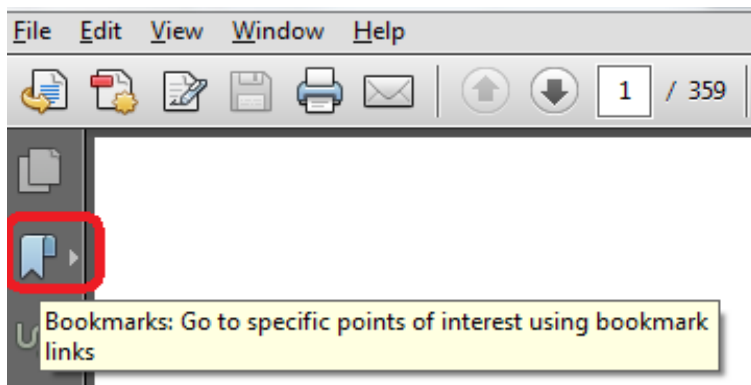 File Edit View Window Help
1 / 359
Bookmarks: Go to specific points of interest using bookmark
links